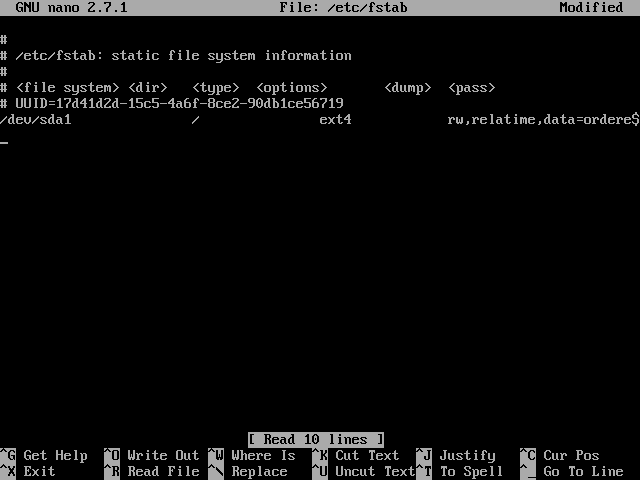 GNU nano 2.7.1 File: /etc/fstab Modified
#
# /etc/fstab: static file system information
#
# <file system> <dir> <type> <options> <dump> <pass>
# UUID=17d41d2d-15c5-4a6f-8ce2-90db1ce56719
/dev/sda1 / ext4 rw,relatime,data=ordere$
[ Read 10 lines ]
^G Get Help ^O Write Out ^W Where Is ^K Cut Text ^J Justify ^C Cur Pos
^X Exit ^R Read File ^\ Replace ^U Uncut Text ^T To Spell ^_ Go To Line